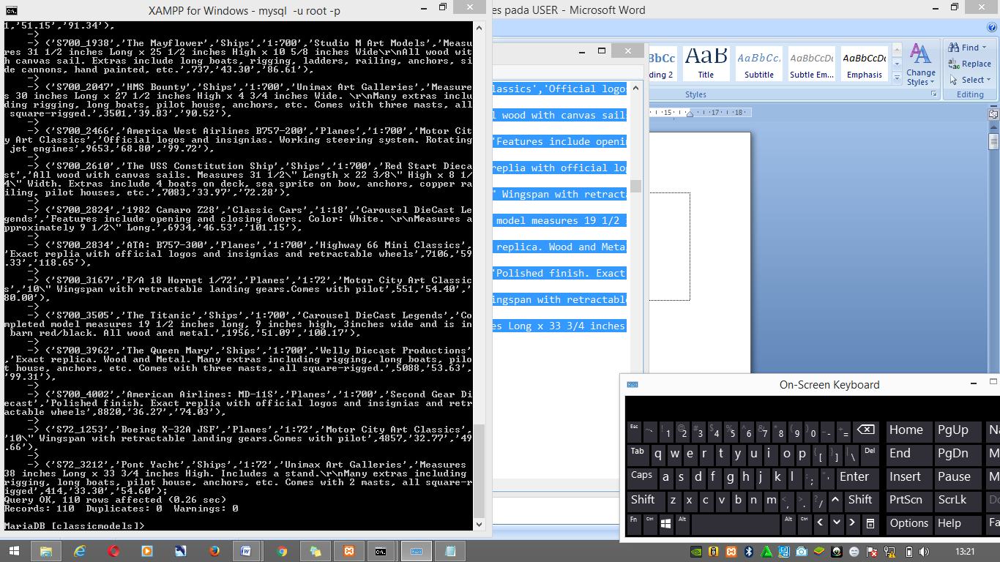 XAMPP for Windows - mysql  -u root -p
1,'51.15','91.34'),
    ->
    -> ('S700_1938','The Mayflower','Ships','1:700','Studio M Art Models','Measu
res 31 1/2 inches Long x 25 1/2 inches High x 10 5/8 inches Wide\r\nAll wood wit
h canvas sail. Extras include long boats, rigging, ladders, railing, anchors, si
de cannons, hand painted, etc.',737,'43.30','86.61'),
    ->
    -> ('S700_2047','HMS Bounty','Ships','1:700','Unimax Art Galleries','Measure
s 30 inches Long x 27 1/2 inches High x 4 3/4 inches Wide. \r\nMany extras inclu
ding rigging, long boats, pilot house, anchors, etc. Comes with three masts, all
 square-rigged.',3501,'39.83','90.52'),
    ->
    -> ('S700_2466','America West Airlines B757-200','Planes','1:700','Motor Cit
y Art Classics','Official logos and insignias. Working steering system. Rotating
 jet engines',9653,'68.80','99.72'),
    ->
    -> ('S700_2610','The USS Constitution Ship','Ships','1:700','Red Start Dieca
st','All wood with canvas sails. Measures 31 1/2\" Length x 22 3/8\" High x 8 1/
4\" Width. Extras include 4 boats on deck, sea sprite on bow, anchors, copper ra
iling, pilot houses, etc.',7083,'33.97','72.28'),
    ->
    -> ('S700_2824','1982 Camaro Z28','Classic Cars','1:18','Carousel DieCast Le
gends','Features include opening and closing doors. Color: White. \r\nMeasures a
pproximately 9 1/2\" Long.',6934,'46.53','101.15'),
    ->
    -> ('S700_2834','ATA: B757-300','Planes','1:700','Highway 66 Mini Classics',
'Exact replia with official logos and insignias and retractable wheels',7106,'59
.33','118.65'),
    ->
    -> ('S700_3167','F/A 18 Hornet 1/72','Planes','1:72','Motor City Art Classic
s','10\" Wingspan with retractable landing gears.Comes with pilot',551,'54.40','
80.00'),
    ->
    -> ('S700_3505','The Titanic','Ships','1:700','Carousel DieCast Legends','Co
mpleted model measures 19 1/2 inches long, 9 inches high, 3inches wide and is in
 barn red/black. All wood and metal.',1956,'51.09','100.17'),
    ->
    -> ('S700_3962','The Queen Mary','Ships','1:700','Welly Diecast Productions'
,'Exact replica. Wood and Metal. Many extras including rigging, long boats, pilo
t house, anchors, etc. Comes with three masts, all square-rigged.',5088,'53.63',
'99.31'),
    ->
    -> ('S700_4002','American Airlines: MD-11S','Planes','1:700','Second Gear Di
ecast','Polished finish. Exact replia with official logos and insignias and retr
actable wheels',8820,'36.27','74.03'),
    ->
    -> ('S72_1253','Boeing X-32A JSF','Planes','1:72','Motor City Art Classics',
'10\" Wingspan with retractable landing gears.Comes with pilot',4857,'32.77','49
.66'),
    ->
    -> ('S72_3212','Pont Yacht','Ships','1:72','Unimax Art Galleries','Measures
38 inches Long x 33 3/4 inches High. Includes a stand.\r\nMany extras including
rigging, long boats, pilot house, anchors, etc. Comes with 2 masts, all square-r
igged',414,'33.30','54.60');
Query OK, 110 rows affected (0.26 sec)
Records: 110  Duplicates: 0  Warnings: 0
MariaDB [classicmodels]>
es pada USER - Microsoft Word
AaBbCc. AaBbCcDc AaBbCcDc
ding 2 Title Subtitle Subtle Em... Emphasis
Change Styles
Find
Replace
Select
Styles Editing
15 17 18
lassics','Official logo
l wood with canvas sail
'Features include openin
replia with official lo
" Wingspan with retract
model measures 19 1/2
replica. Wood and Meta
'Polished finish. Exact
ingspan with retractabl
es Long x 33 3/4 inches
On-Screen Keyboard
Esc ~` !1 @2 #3 $4 %5 ^6 &7 *8 (9 )0 _- += Home PgUp
Tab q w e r t y u i o p {[ }] |\ Del End PgDn
Caps a s d f g h j k l :; "' Enter Insert Pause
Shift z x c v b n m <, >. ?/ Shift PrtScn ScrLk
Fn Ctrl Alt Alt Ctrl Options Help
13:21